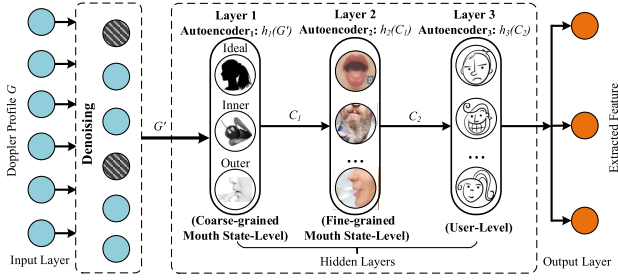 Layer 1
Autoencoder₁: h₁(G')
Layer 2
Autoencoder₂: h₂(C₁)
Layer 3
Autoencoder₃: h₃(C₂)
Doppler Profile G
Denoising
G'
Ideal
Inner
Outer
C₁
...
C₂
...
Extracted Feature
(Coarse-grained
Mouth State-Level)
(Fine-grained
Mouth State-Level)
(User-Level)
Input Layer
Hidden Layers
Output Layer